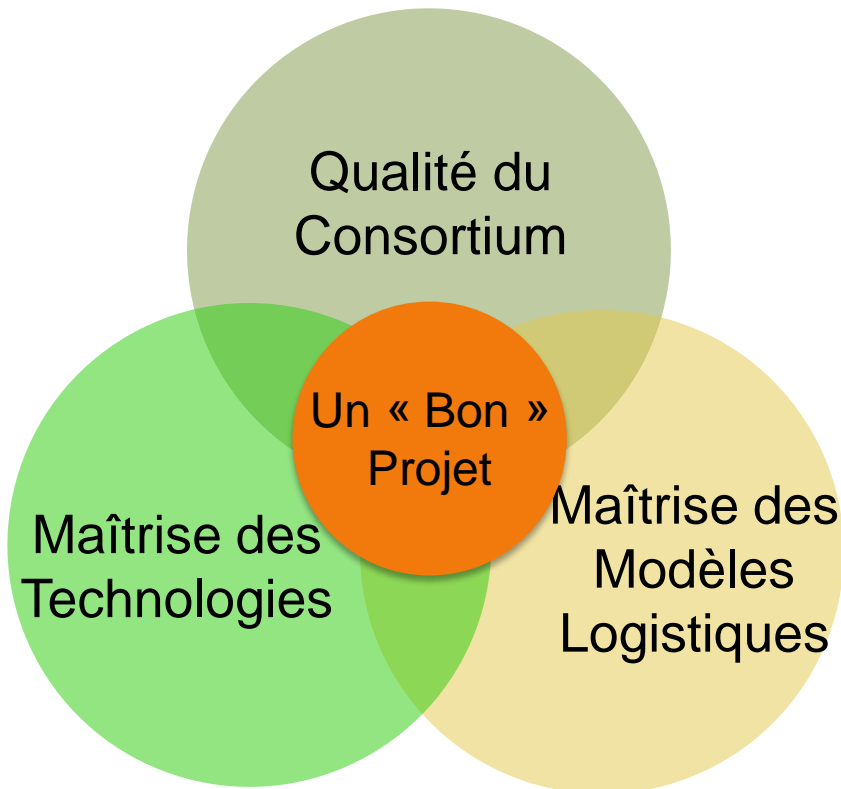 Qualité du
Consortium
Un « Bon »
Projet
Maîtrise des
Technologies
Maîtrise des
Modèles
Logistiques